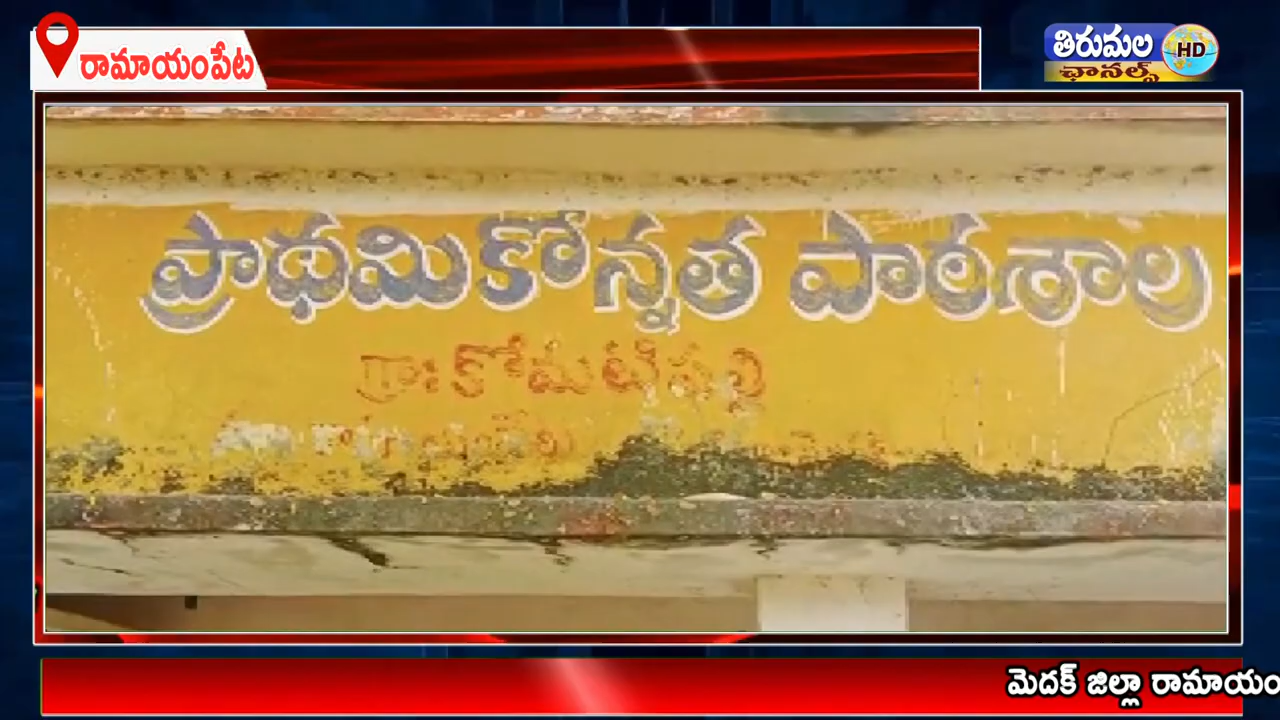 రామాయంపేట
తిరుమల
HD
ఛానల్స్
ప్రాథమికోన్నత పాఠశాల
గ్రా: కోమటిపల్లి
మెదక్ జిల్లా రామాయం